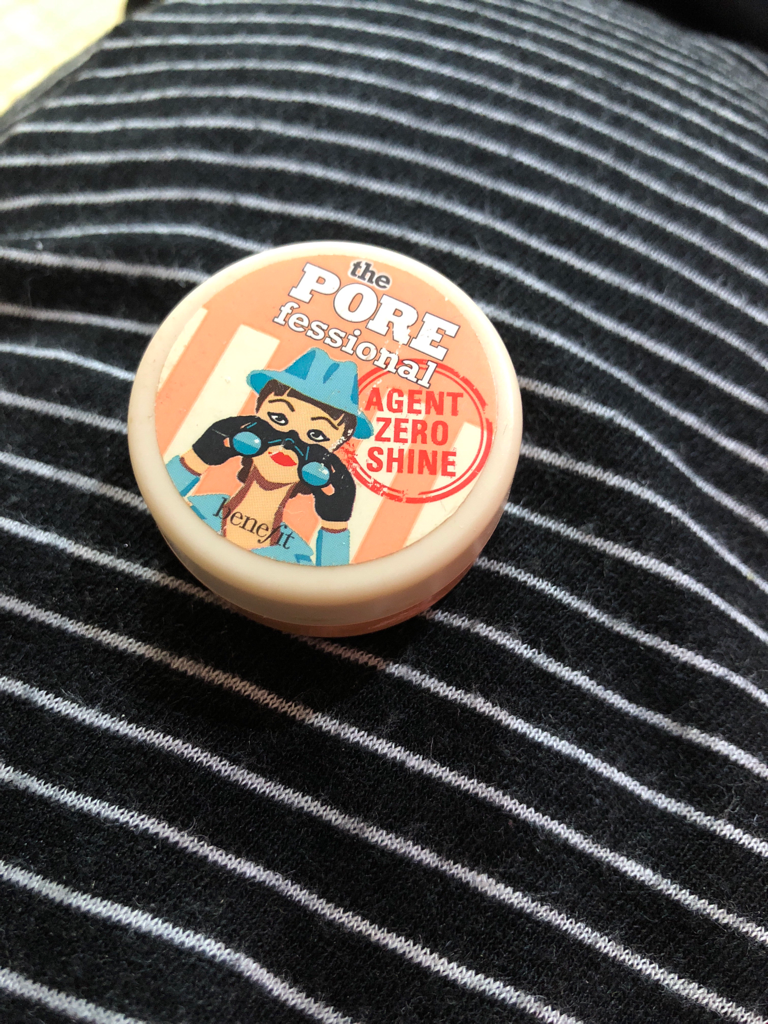 the
PORE
fessional
AGENT
ZERO
SHINE
benefit